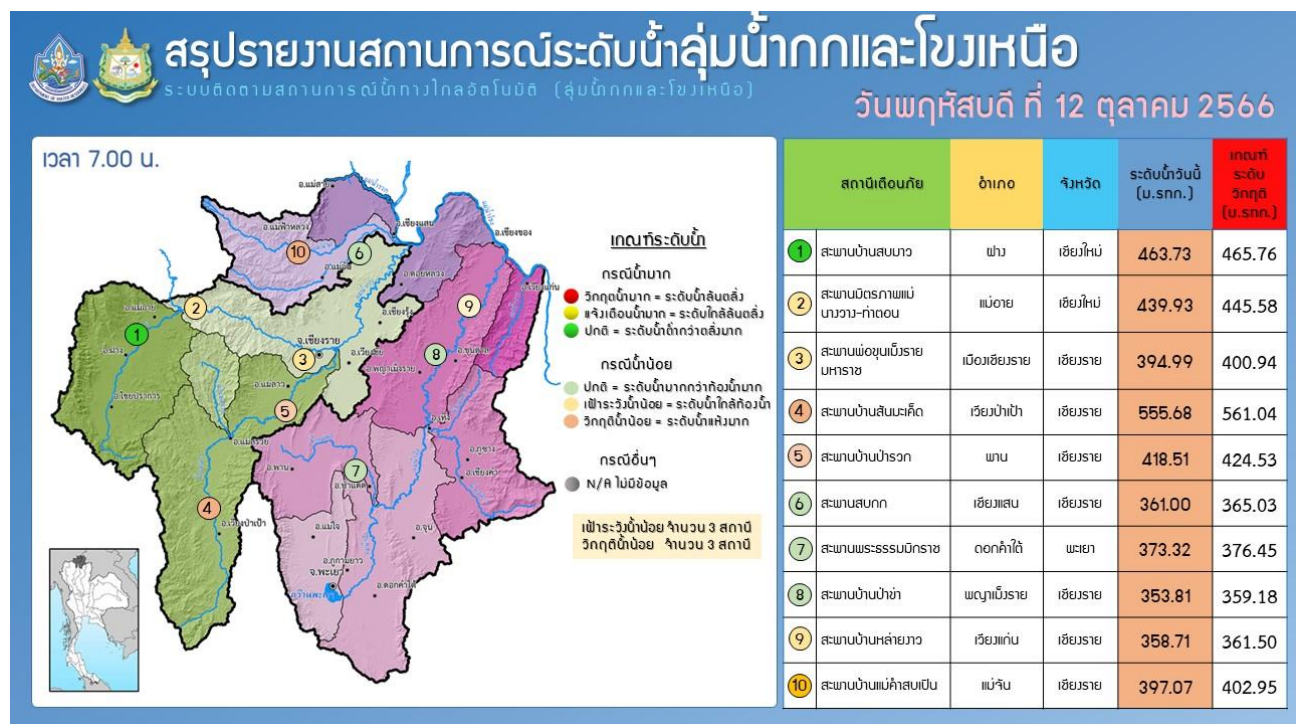 สรุปรายงานสถานการณ์ระดับน้ำลุ่มน้ำกกและโขงเหนือ
ระบบติดตามสถานการณ์น้ำทางไกลอัตโนมัติ (ลุ่มน้ำกกและโขงเหนือ)
วันพฤหัสบดี ที่ 12 ตุลาคม 2566
เวลา 7.00 น.
อ.แม่สาย
อ.เชียงแสน
อ.แม่ฟ้าหลวง
อ.เชียงของ
10
6
อ.แม่จัน
อ.ดอยหลวง
อ.เวียงแก่น
อ.แม่อาย
2
9
1
อ.เวียงเชียงรุ้ง
อ.ฝาง
จ.เชียงราย
3
อ.เวียงชัย
8
อ.ขุนตาล
อ.พญาเม็งราย
อ.แม่ลาว
อ.ไชยปราการ
5
อ.เทิง
อ.แม่สรวย
อ.ภูซาง
อ.พาน
7
อ.เชียงคำ
อ.ป่าแดด
4
อ.เวียงป่าเป้า
อ.แม่ใจ
อ.จุน
อ.ภูกามยาว
จ.พะเยา
อ.ดอกคำใต้
เกณฑ์ระดับน้ำ
กรณีน้ำมาก
วิกฤตน้ำมาก = ระดับน้ำล้นตลิ่ง
แจ้งเตือนน้ำมาก = ระดับใกล้ล้นตลิ่ง
ปกติ = ระดับน้ำต่ำกว่าตลิ่งมาก
กรณีน้ำน้อย
ปกติ = ระดับน้ำมากกว่าท้องน้ำมาก
เฝ้าระวังน้ำน้อย = ระดับน้ำใกล้ท้องน้ำ
วิกฤติน้ำน้อย = ระดับน้ำแห้งมาก
กรณีอื่นๆ
N/A ไม่มีข้อมูล
เฝ้าระวังน้ำน้อย จำนวน 3 สถานี
วิกฤติน้ำน้อย จำนวน 3 สถานี
สถานีเตือนภัย อำเภอ จังหวัด ระดับน้ำวันนี้ (ม.รทก.) เกณฑ์ระดับวิกฤติ (ม.รทก.)
1 สะพานบ้านสบมาว ฝาง เชียงใหม่ 463.73 465.76
2 สะพานมิตรภาพแม่นาวาง-ท่าตอน แม่อาย เชียงใหม่ 439.93 445.58
3 สะพานพ่อขุนเม็งรายมหาราช เมืองเชียงราย เชียงราย 394.99 400.94
4 สะพานบ้านสันมะเค็ด เวียงป่าเป้า เชียงราย 555.68 561.04
5 สะพานบ้านป่ารวก พาน เชียงราย 418.51 424.53
6 สะพานสบกก เชียงแสน เชียงราย 361.00 365.03
7 สะพานพระธรรมมิกราช ดอกคำใต้ พะเยา 373.32 376.45
8 สะพานบ้านป่าข่า พญาเม็งราย เชียงราย 353.81 359.18
9 สะพานบ้านหล่ายงาว เวียงแก่น เชียงราย 358.71 361.50
10 สะพานบ้านแม่คำสบเปิน แม่จัน เชียงราย 397.07 402.95